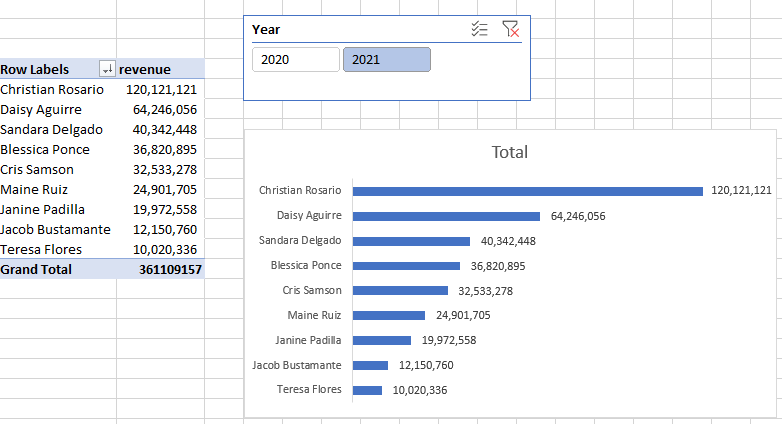 Year
2020 2021
Row Labels revenue
Christian Rosario 120,121,121
Daisy Aguirre 64,246,056
Sandara Delgado 40,342,448
Blessica Ponce 36,820,895
Cris Samson 32,533,278
Maine Ruiz 24,901,705
Janine Padilla 19,972,558
Jacob Bustamante 12,150,760
Teresa Flores 10,020,336
Grand Total 361109157
Total
Christian Rosario 120,121,121
Daisy Aguirre 64,246,056
Sandara Delgado 40,342,448
Blessica Ponce 36,820,895
Cris Samson 32,533,278
Maine Ruiz 24,901,705
Janine Padilla 19,972,558
Jacob Bustamante 12,150,760
Teresa Flores 10,020,336